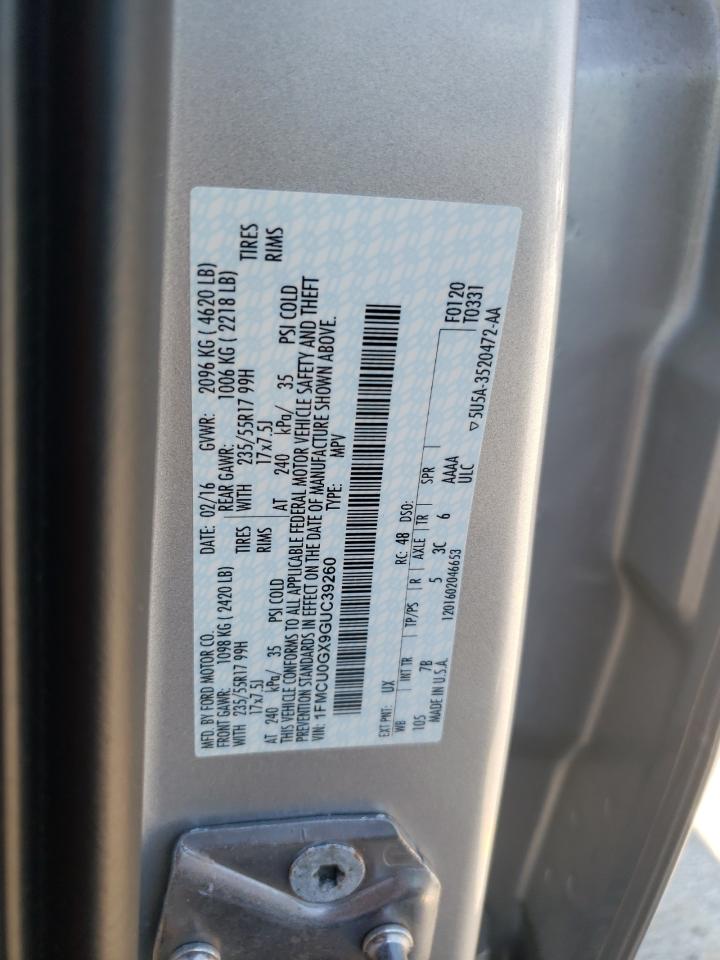 MFD. BY FORD MOTOR CO. DATE: 02/16 GVWR: 2096 KG ( 4620 LB)
FRONT GAWR: 1098 KG ( 2420 LB) REAR GAWR: 1006 KG ( 2218 LB)
WITH 235/55R17 99H TIRES WITH 235/55R17 99H TIRES
17x7.5J RIMS 17x7.5J RIMS
AT 240 kPa/ 35 PSI COLD AT 240 kPa/ 35 PSI COLD
THIS VEHICLE CONFORMS TO ALL APPLICABLE FEDERAL MOTOR VEHICLE SAFETY AND THEFT
PREVENTION STANDARDS IN EFFECT ON THE DATE OF MANUFACTURE SHOWN ABOVE.
VIN: 1FMCU0GX9GUC39260 TYPE: MPV
EXT PNT: UX RC: 48 DSO: F0120
WB INT TR TP/PS R AXLE TR SPR T0331
105 7B 5 3C 6 AAAA
MADE IN U.S.A. 1201602046653 ULC ▽5U5A-3520472-AA